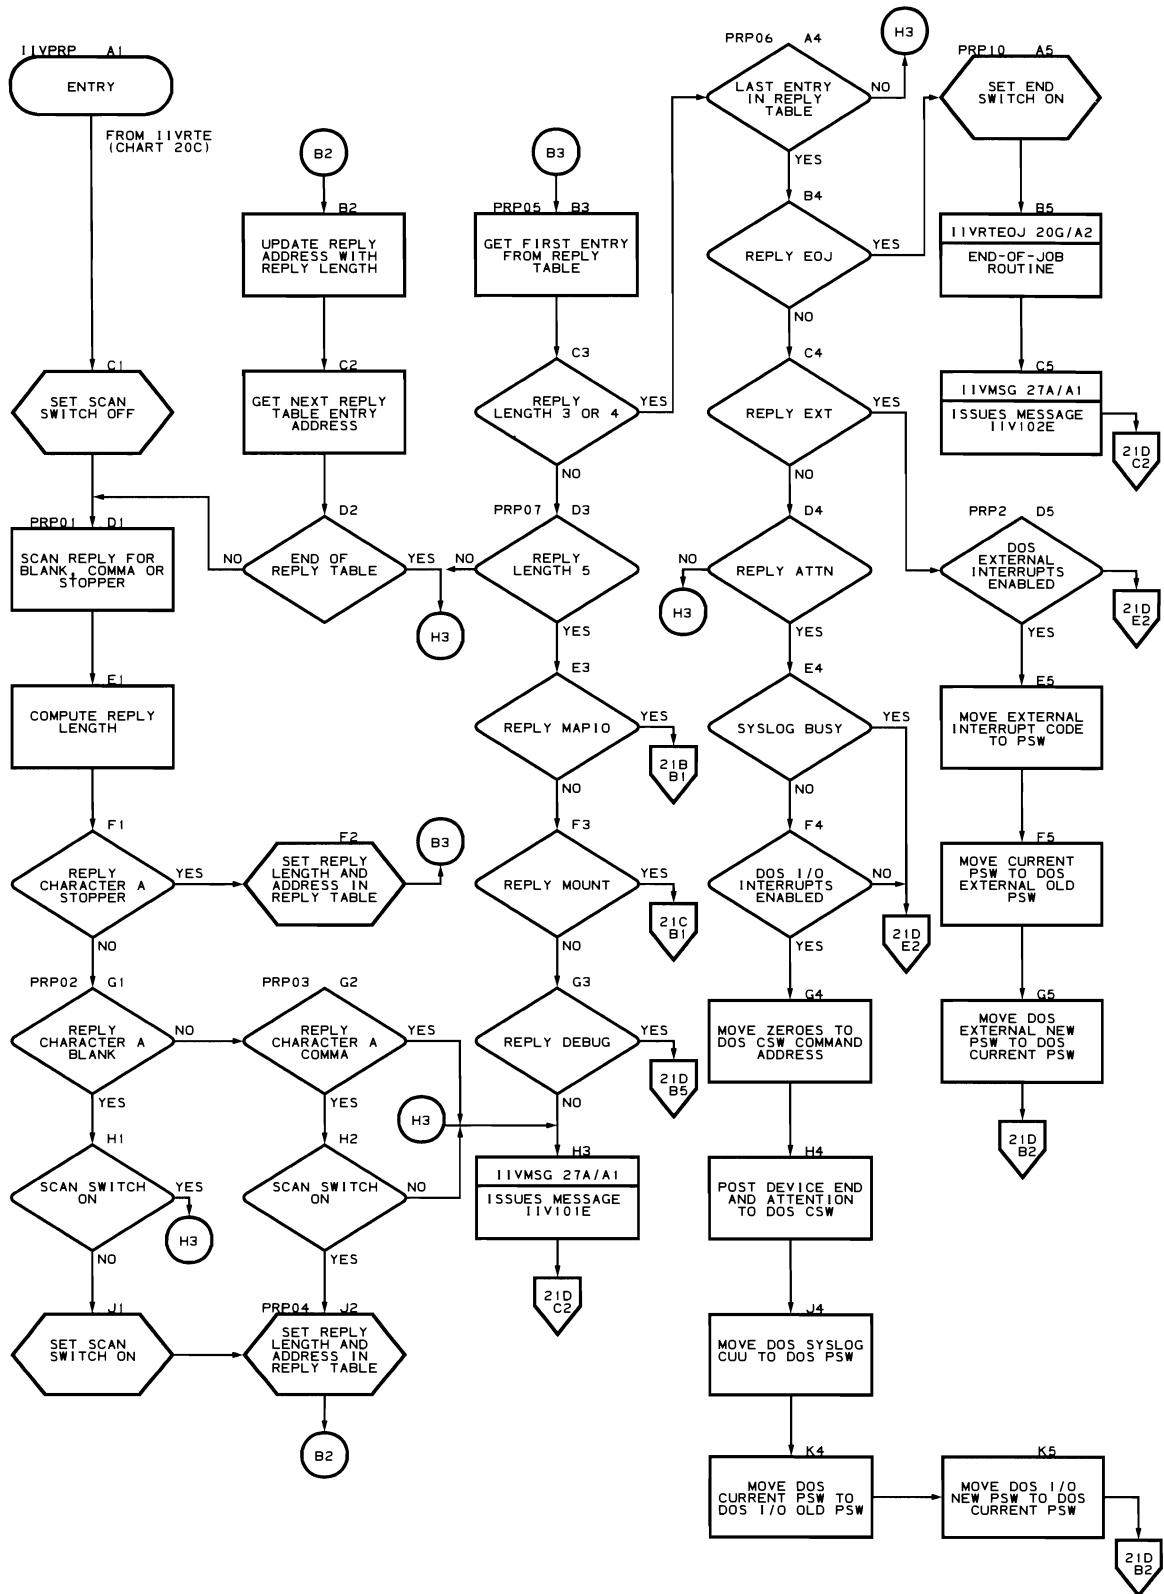 IIVPRP A1
ENTRY
FROM IIVRTE
(CHART 20C)
C1
SET SCAN
SWITCH OFF
PRP01 D1
SCAN REPLY FOR
BLANK, COMMA OR
STOPPER
E1
COMPUTE REPLY
LENGTH
F1
REPLY
CHARACTER A
STOPPER
YES
NO
PRP02 G1
REPLY
CHARACTER A
BLANK
NO
YES
H1
SCAN SWITCH
ON
YES
H3
NO
J1
SET SCAN
SWITCH ON
B2
B2
UPDATE REPLY
ADDRESS WITH
REPLY LENGTH
C2
GET NEXT REPLY
TABLE ENTRY
ADDRESS
D2
END OF
REPLY TABLE
NO
YES
H3
F2
SET REPLY
LENGTH AND
ADDRESS IN
REPLY TABLE
B3
PRP03 G2
REPLY
CHARACTER A
COMMA
YES
YES
H2
SCAN SWITCH
ON
NO
YES
PRP04 J2
SET REPLY
LENGTH AND
ADDRESS IN
REPLY TABLE
B2
B3
PRP05 B3
GET FIRST ENTRY
FROM REPLY
TABLE
C3
REPLY
LENGTH 3 OR 4
YES
NO
PRP07 D3
REPLY
LENGTH 5
NO
YES
E3
REPLY MAPIO
YES
21B
B1
NO
F3
REPLY MOUNT
YES
21C
B1
NO
G3
REPLY DEBUG
YES
21D
B5
NO
H3
H3
IIVMSG 27A/A1
ISSUES MESSAGE
IIV101E
21D
C2
PRP06 A4
LAST ENTRY
IN REPLY
TABLE
NO
H3
YES
B4
REPLY EOJ
YES
NO
C4
REPLY EXT
YES
NO
D4
REPLY ATTN
NO
H3
YES
E4
SYSLOG BUSY
YES
NO
F4
DOS I/O
INTERRUPTS
ENABLED
NO
21D
E2
YES
G4
MOVE ZEROES TO
DOS CSW COMMAND
ADDRESS
H4
POST DEVICE END
AND ATTENTION
TO DOS CSW
J4
MOVE DOS SYSLOG
CUU TO DOS PSW
K4
MOVE DOS
CURRENT PSW TO
DOS I/O OLD PSW
PRP10 A5
SET END
SWITCH ON
B5
IIVRTEOJ 20G/A2
END-OF-JOB
ROUTINE
C5
IIVMSG 27A/A1
ISSUES MESSAGE
IIV102E
21D
C2
PRP2 D5
DOS
EXTERNAL
INTERRUPTS
ENABLED
21D
E2
YES
E5
MOVE EXTERNAL
INTERRUPT CODE
TO PSW
F5
MOVE CURRENT
PSW TO DOS
EXTERNAL OLD
PSW
G5
MOVE DOS
EXTERNAL NEW
PSW TO DOS
CURRENT PSW
21D
B2
K5
MOVE DOS I/O
NEW PSW TO DOS
CURRENT PSW
21D
B2